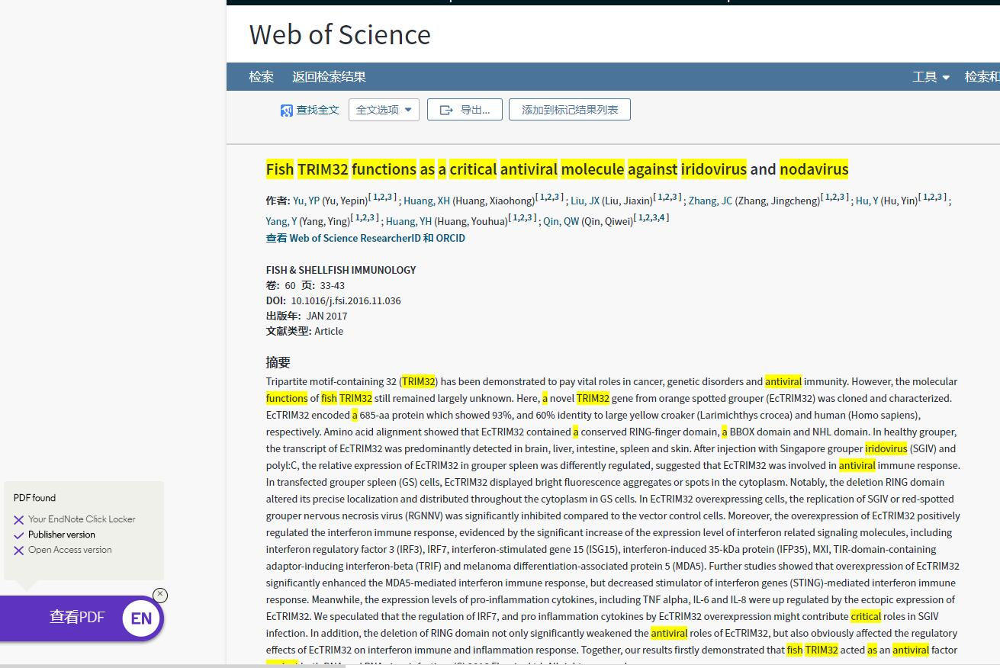 Web of Science
检索 返回检索结果 工具 检索和
查找全文 全文选项 导出... 添加到标记结果列表
Fish TRIM32 functions as a critical antiviral molecule against iridovirus and nodavirus
作者: Yu, YP (Yu, Yepin)[ 1,2,3 ] ; Huang, XH (Huang, Xiaohong)[ 1,2,3 ] ; Liu, JX (Liu, Jiaxin)[ 1,2,3 ] ; Zhang, JC (Zhang, Jingcheng)[ 1,2,3 ] ; Hu, Y (Hu, Yin)[ 1,2,3 ] ;
Yang, Y (Yang, Ying)[ 1,2,3 ] ; Huang, YH (Huang, Youhua)[ 1,2,3 ] ; Qin, QW (Qin, Qiwei)[ 1,2,3,4 ]
查看 Web of Science ResearcherID 和 ORCID
FISH & SHELLFISH IMMUNOLOGY
卷: 60 页: 33-43
DOI: 10.1016/j.fsi.2016.11.036
出版年: JAN 2017
文献类型: Article
摘要
Tripartite motif-containing 32 (TRIM32) has been demonstrated to pay vital roles in cancer, genetic disorders and antiviral immunity. However, the molecular
functions of fish TRIM32 still remained largely unknown. Here, a novel TRIM32 gene from orange spotted grouper (EcTRIM32) was cloned and characterized.
EcTRIM32 encoded a 685-aa protein which showed 93%, and 60% identity to large yellow croaker (Larimichthys crocea) and human (Homo sapiens),
respectively. Amino acid alignment showed that EcTRIM32 contained a conserved RING-finger domain, a BBOX domain and NHL domain. In healthy grouper,
the transcript of EcTRIM32 was predominantly detected in brain, liver, intestine, spleen and skin. After injection with Singapore grouper iridovirus (SGIV) and
polyl:C, the relative expression of EcTRIM32 in grouper spleen was differently regulated, suggested that EcTRIM32 was involved in antiviral immune response.
In transfected grouper spleen (GS) cells, EcTRIM32 displayed bright fluorescence aggregates or spots in the cytoplasm. Notably, the deletion RING domain
altered its precise localization and distributed throughout the cytoplasm in GS cells. In EcTRIM32 overexpressing cells, the replication of SGIV or red-spotted
grouper nervous necrosis virus (RGNNV) was significantly inhibited compared to the vector control cells. Moreover, the overexpression of EcTRIM32 positively
regulated the interferon immune response, evidenced by the significant increase of the expression level of interferon related signaling molecules, including
interferon regulatory factor 3 (IRF3), IRF7, interferon-stimulated gene 15 (ISG15), interferon-induced 35-kDa protein (IFP35), MXI, TIR-domain-containing
adaptor-inducing interferon-beta (TRIF) and melanoma differentiation-associated protein 5 (MDA5). Further studies showed that overexpression of EcTRIM32
significantly enhanced the MDA5-mediated interferon immune response, but decreased stimulator of interferon genes (STING)-mediated interferon immune
response. Meanwhile, the expression levels of pro-inflammation cytokines, including TNF alpha, IL-6 and IL-8 were up regulated by the ectopic expression of
EcTRIM32. We speculated that the regulation of IRF7, and pro inflammation cytokines by EcTRIM32 overexpression might contribute critical roles in SGIV
infection. In addition, the deletion of RING domain not only significantly weakened the antiviral roles of EcTRIM32, but also obviously affected the regulatory
effects of EcTRIM32 on interferon immune and inflammation response. Together, our results firstly demonstrated that fish TRIM32 acted as an antiviral factor
PDF found
Your EndNote Click Locker
Publisher version
Open Access version
查看PDF EN